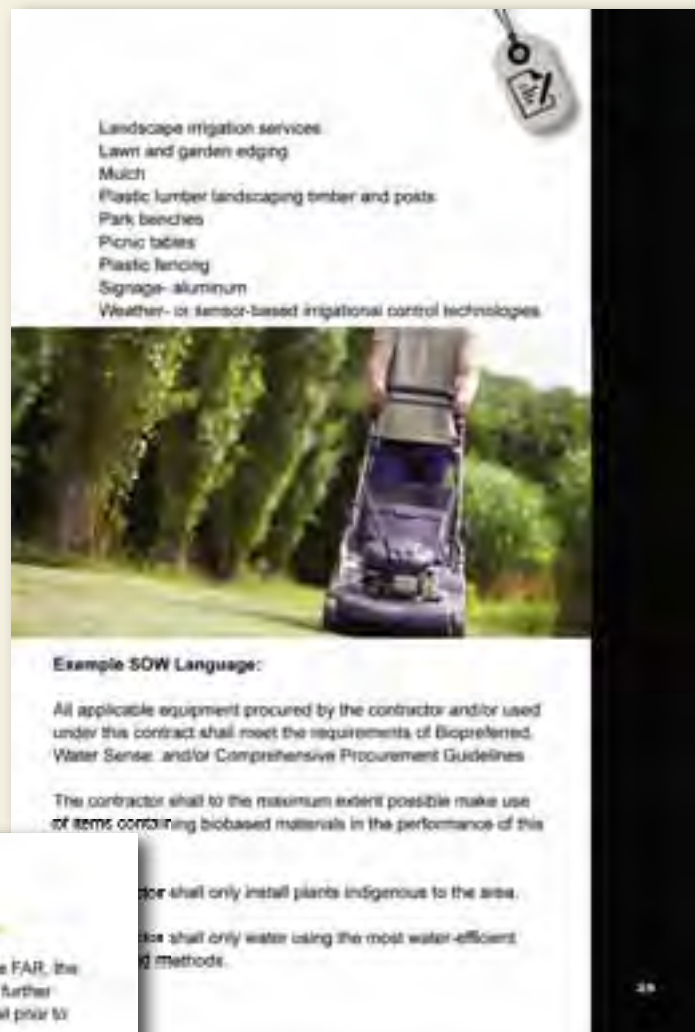 Landscape irrigation services
Lawn and garden edging
Mulch
Plastic lumber landscaping timber and posts
Park benches
Picnic tables
Plastic fencing
Signage- aluminum
Weather- or sensor-based irrigational control technologies
Example SOW Language:
All applicable equipment procured by the contractor and/or used
under this contract shall meet the requirements of Biopreferred,
Water Sense, and/or Comprehensive Procurement Guidelines
The contractor shall to the maximum extent possible make use
of items containing biobased materials in the performance of this
ctor shall only install plants indigenous to the area.
ctor shall only water using the most water-efficient
methods.
FAR, the
further
prior to